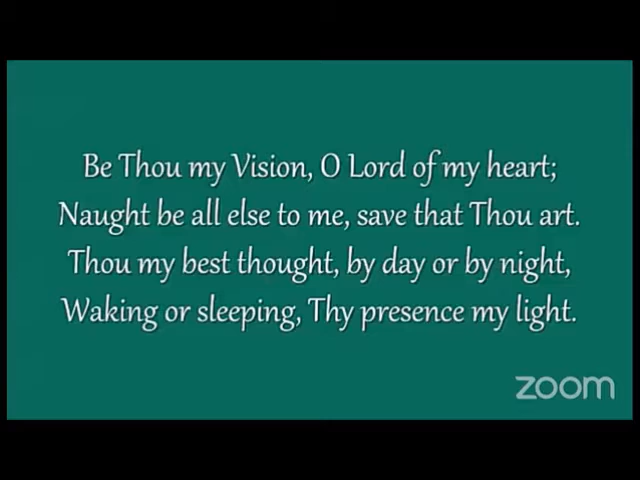 Be Thou my Vision, O Lord of my heart;
Naught be all else to me, save that Thou art.
Thou my best thought, by day or by night,
Waking or sleeping, Thy presence my light.
zoom